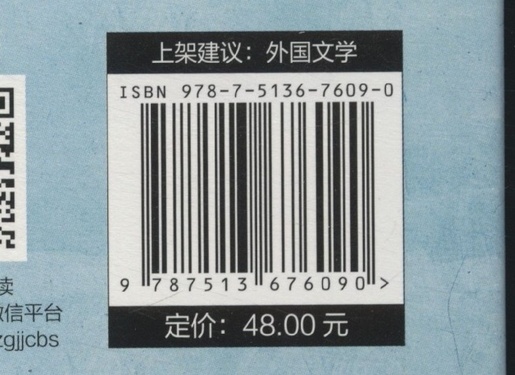 上架建议：外国文学
ISBN 978-7-5136-7609-0
9 787513 676090 >
定价：48.00 元
读
微信平台
zgjjcbs